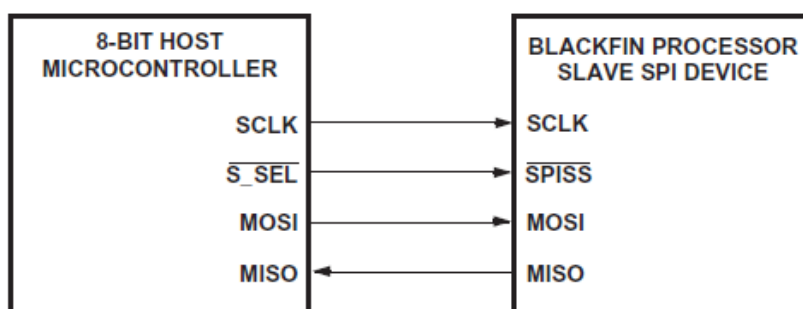 8-BIT HOST
MICROCONTROLLER
SCLK
S_SEL
MOSI
MISO
BLACKFIN PROCESSOR
SLAVE SPI DEVICE
SCLK
SPISS
MOSI
MISO